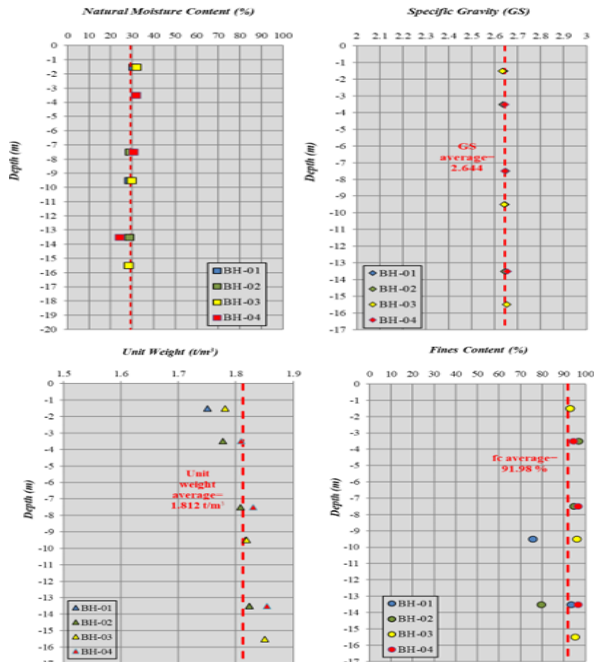 Natural Moisture Content (%)
0 10 20 30 40 50 60 70 80 90 100
0
-1
-2
-3
-4
-5
-6
-7
-8
-9
-10
-11
-12
-13
-14
-15
-16
-17
-18
-19
-20
Depth (m)
BH-01
BH-02
BH-03
BH-04
Specific Gravity (GS)
2 2.1 2.2 2.3 2.4 2.5 2.6 2.7 2.8 2.9 3
0
-1
-2
-3
-4
-5
-6
-7
-8
-9
-10
-11
-12
-13
-14
-15
-16
-17
Depth (m)
GS
average=
2.644
BH-01
BH-02
BH-03
BH-04
Unit Weight (t/m³)
1.5 1.6 1.7 1.8 1.9
0
-1
-2
-3
-4
-5
-6
-7
-8
-9
-10
-11
-12
-13
-14
-15
-16
Depth (m)
Unit
weight
average=
1.812 t/m³
BH-01
BH-02
BH-03
BH-04
Fines Content (%)
0 10 20 30 40 50 60 70 80 90 100
0
-1
-2
-3
-4
-5
-6
-7
-8
-9
-10
-11
-12
-13
-14
-15
-16
-17
Depth (m)
fc average=
91.98 %
BH-01
BH-02
BH-03
BH-04